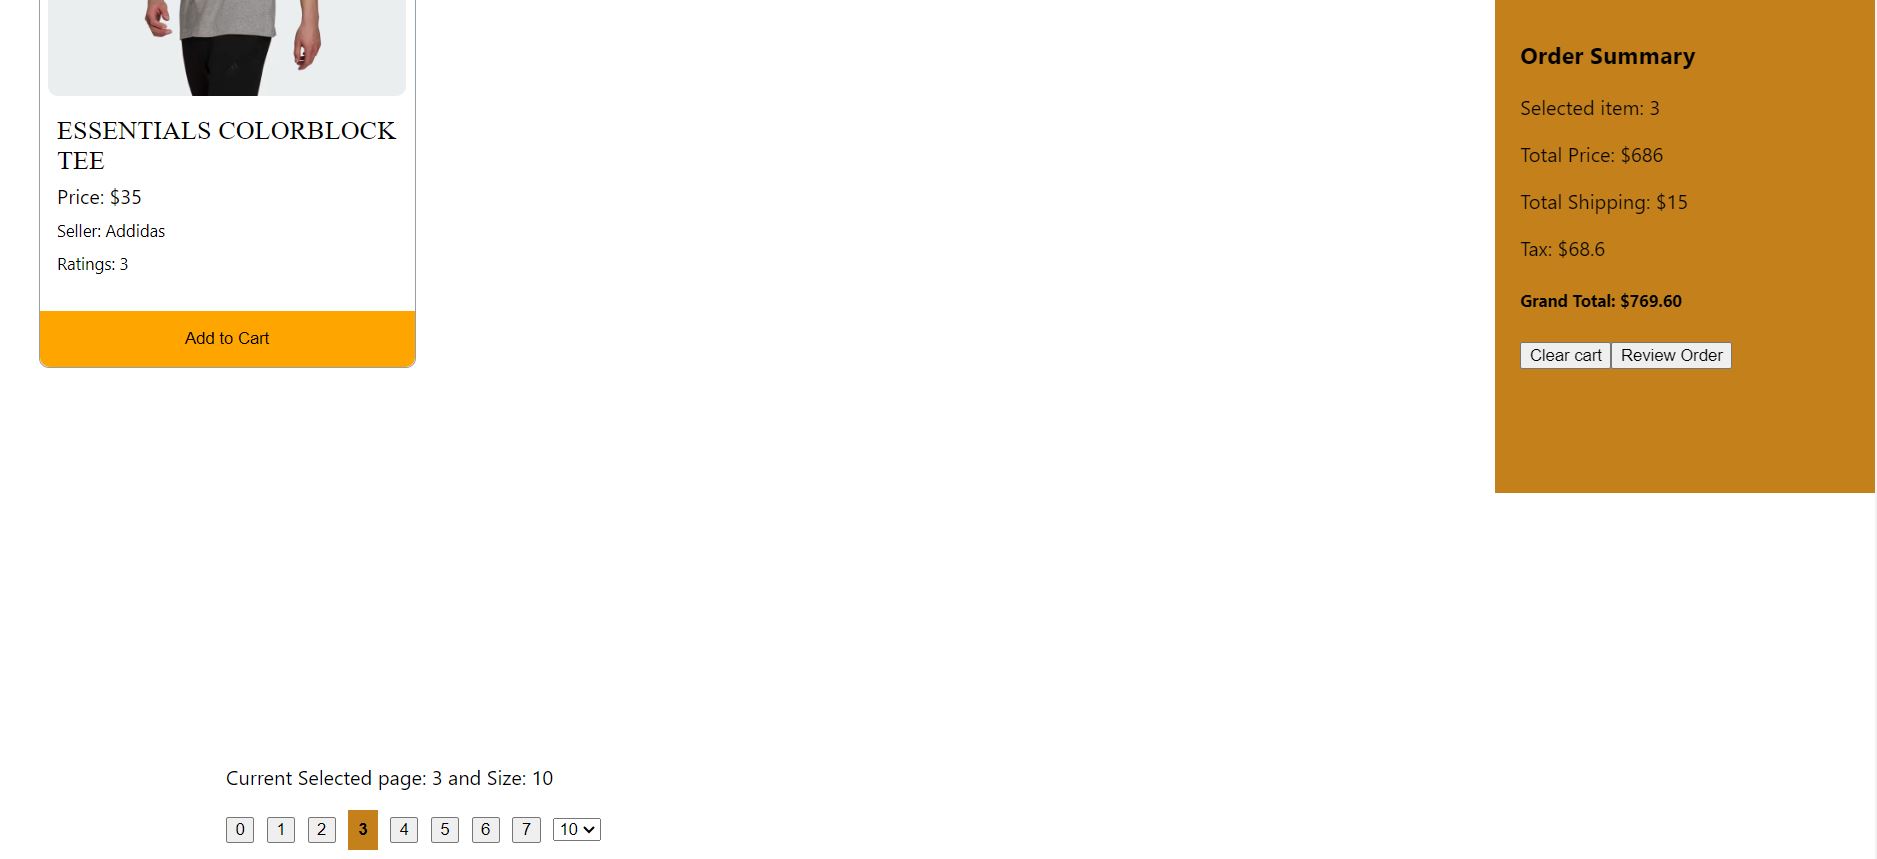 ESSENTIALS COLORBLOCK
TEE
Price: $35
Seller: Addidas
Ratings: 3
Add to Cart
Order Summary
Selected item: 3
Total Price: $686
Total Shipping: $15
Tax: $68.6
Grand Total: $769.60
Clear cart Review Order
Current Selected page: 3 and Size: 10
0 1 2 3 4 5 6 7 10